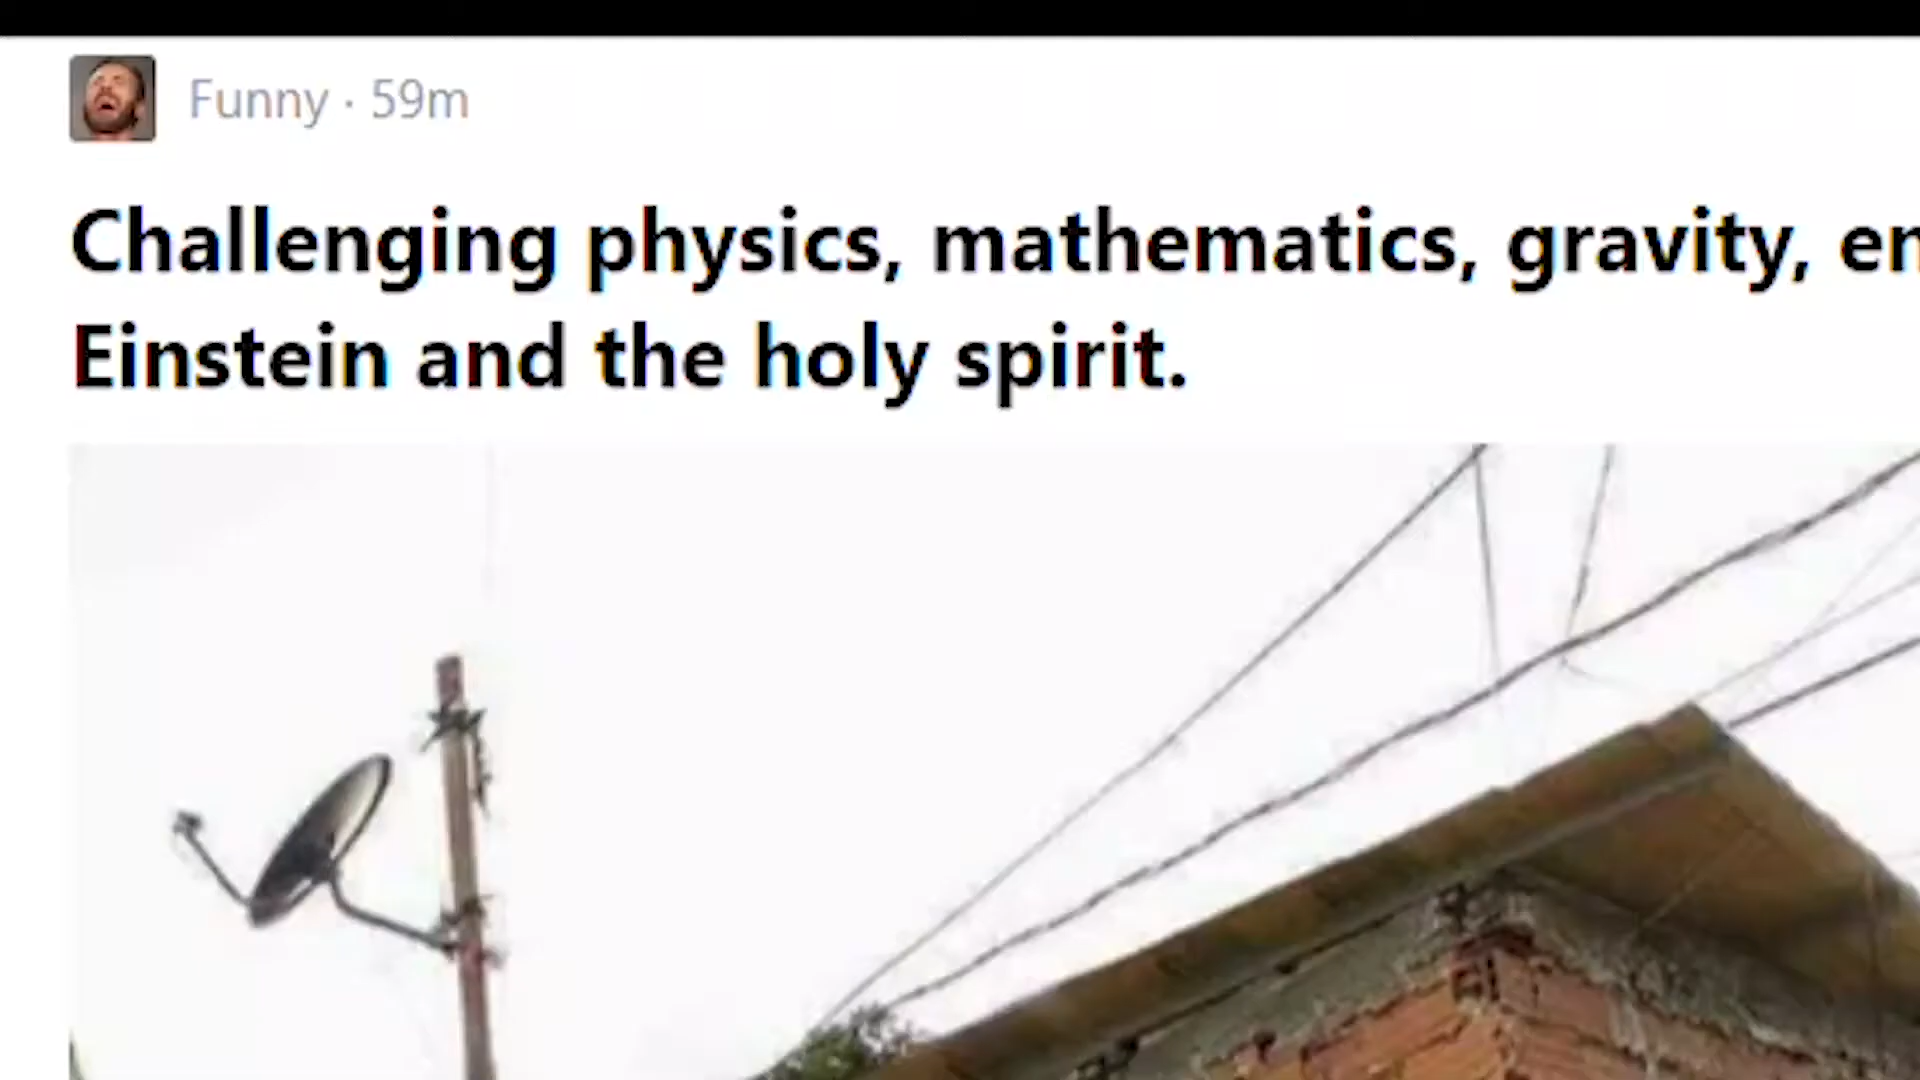 Funny · 59m
Challenging physics, mathematics, gravity,
Einstein and the holy spirit.